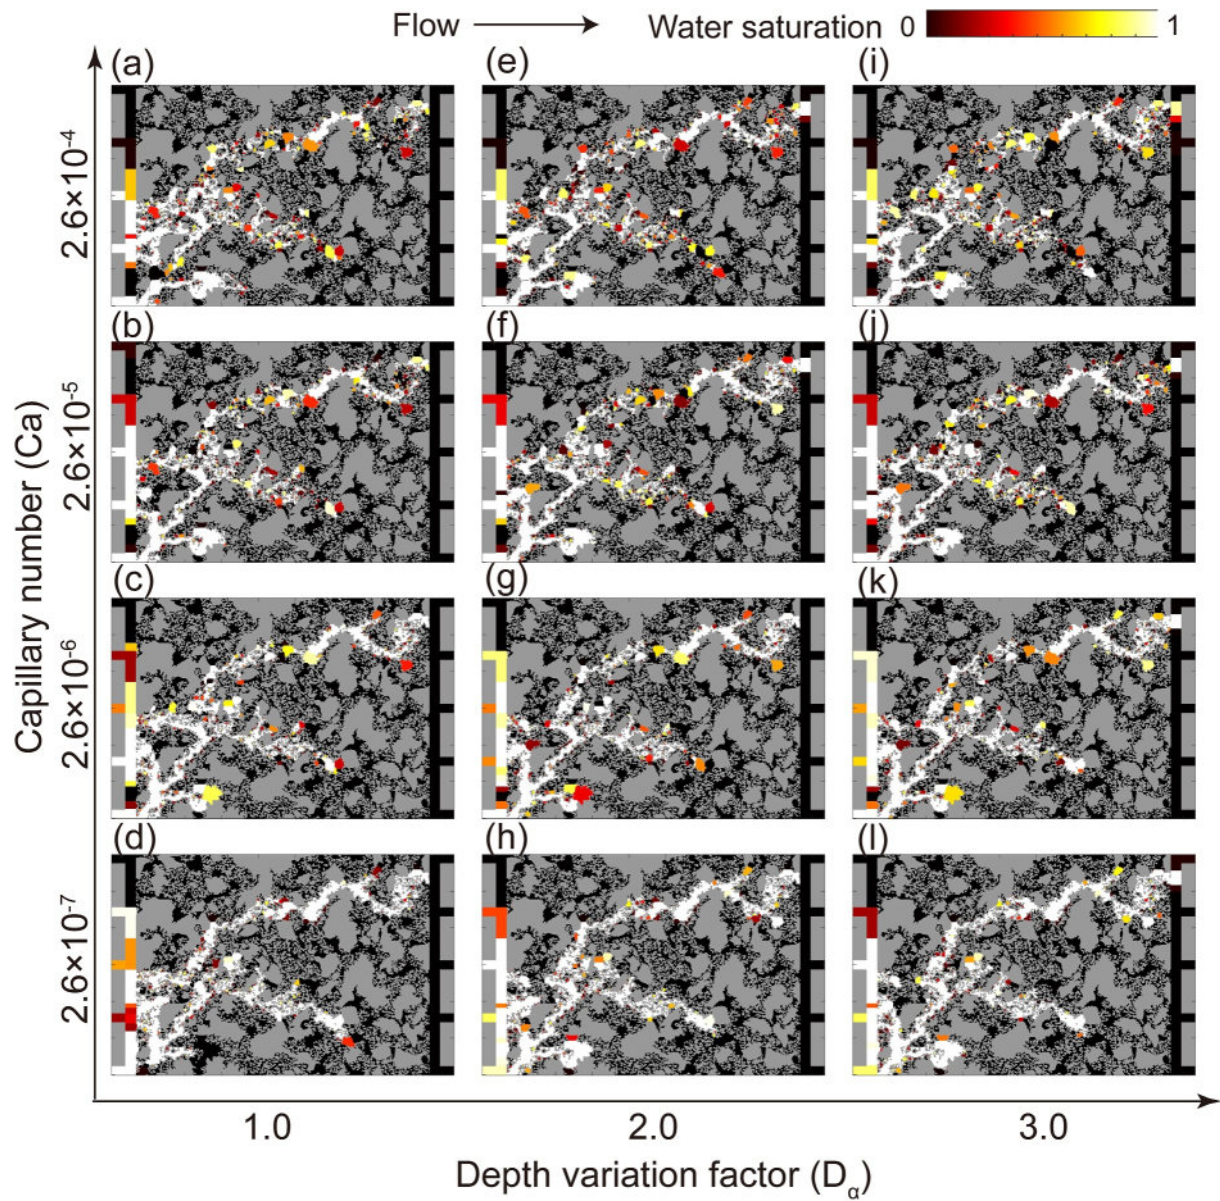 Flow Water saturation 0 1
(a) (e) (i)
2.6×10-4
(b) (f) (j)
2.6×10-5
Capillary number (Ca)
(c) (g) (k)
2.6×10-6
(d) (h) (l)
2.6×10-7
1.0 2.0 3.0
Depth variation factor (Dα)